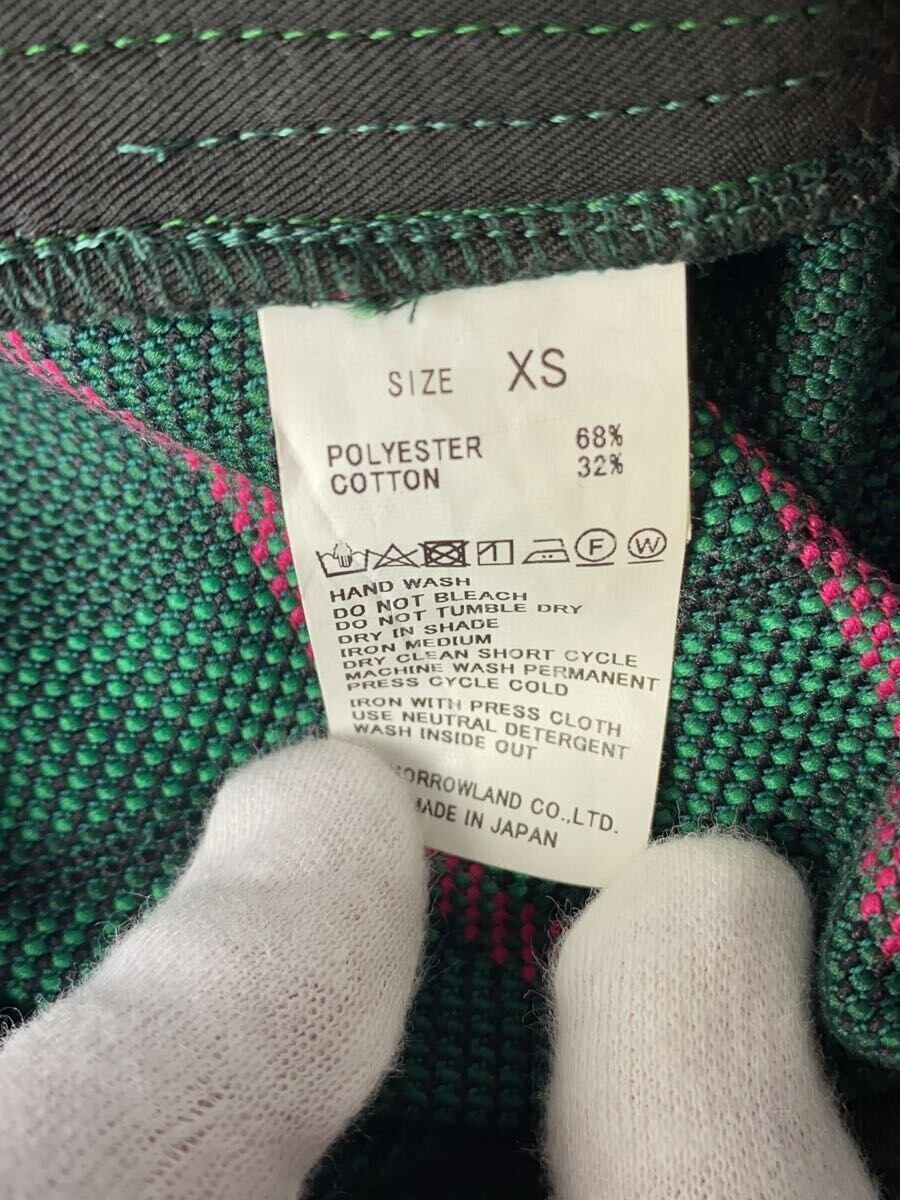 SIZE XS
POLYESTER 68%
COTTON 32%
F W
HAND WASH
DO NOT BLEACH
DO NOT TUMBLE DRY
DRY IN SHADE
IRON MEDIUM
DRY CLEAN SHORT CYCLE
MACHINE WASH PERMANENT
PRESS CYCLE COLD
IRON WITH PRESS CLOTH
USE NEUTRAL DETERGENT
WASH INSIDE OUT
ORROWLAND CO.,LTD.
MADE IN JAPAN